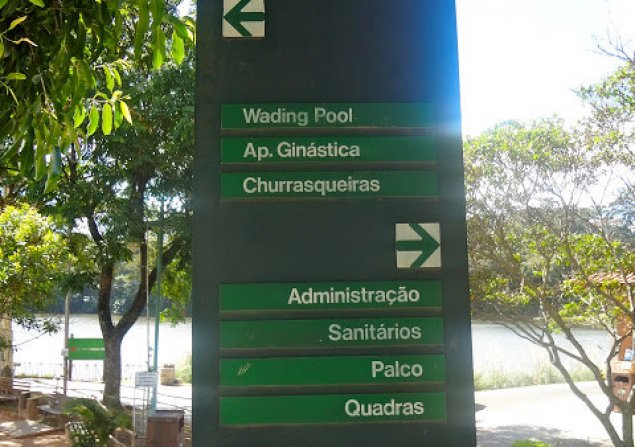 Wading Pool
Ap. Ginástica
Churrasqueiras
Administração
Sanitários
Palco
Quadras